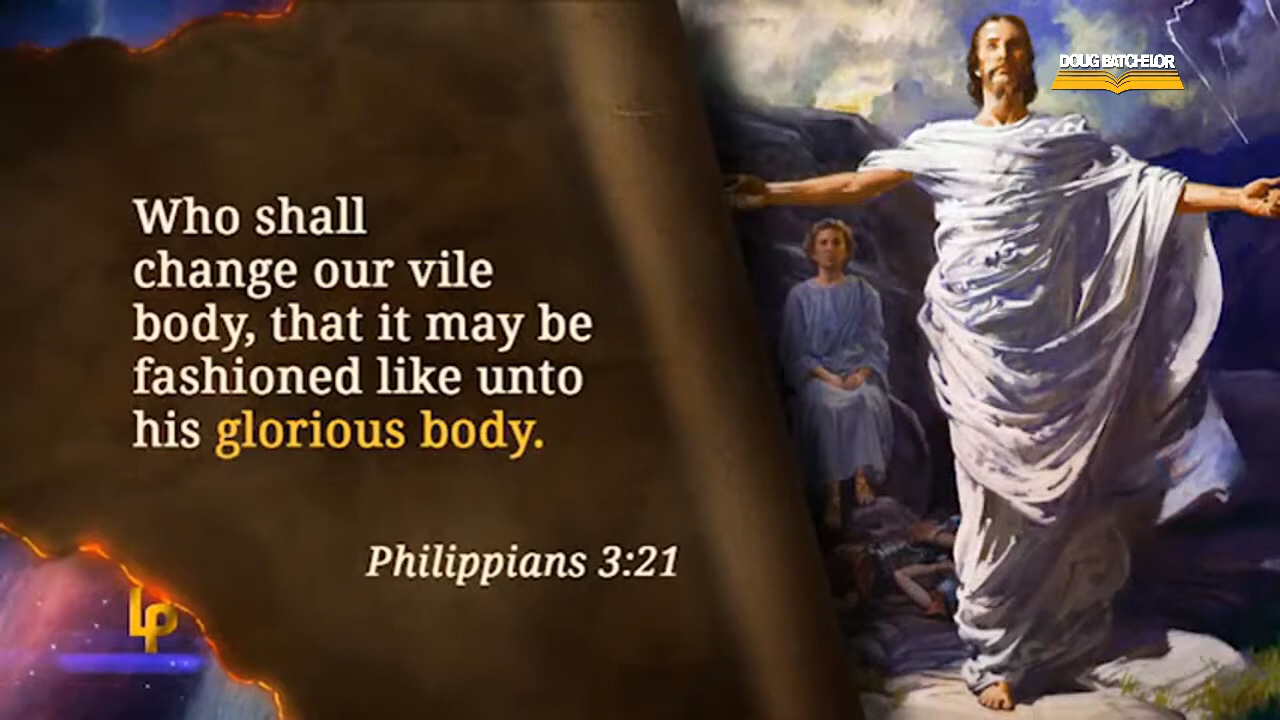 DOUG BATCHELOR
Who shall
change our vile
body, that it may be
fashioned like unto
his glorious body.
Philippians 3:21
LP